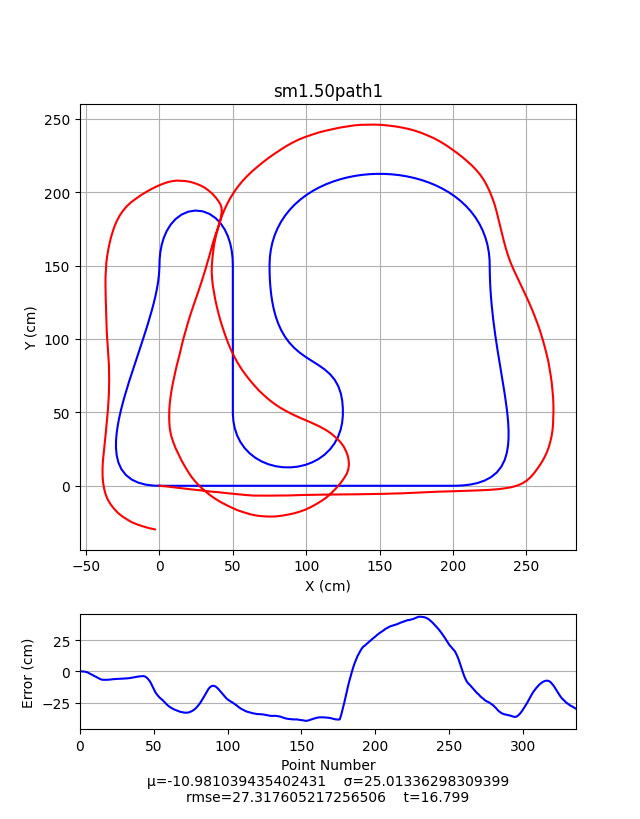 sm1.50path1
250
200
150
100
50
0
Y (cm)
−50 0 50 100 150 200 250
X (cm)
25
0
−25
Error (cm)
0 50 100 150 200 250 300
Point Number
μ=-10.981039435402431 σ=25.01336298309399
rmse=27.317605217256506 t=16.799